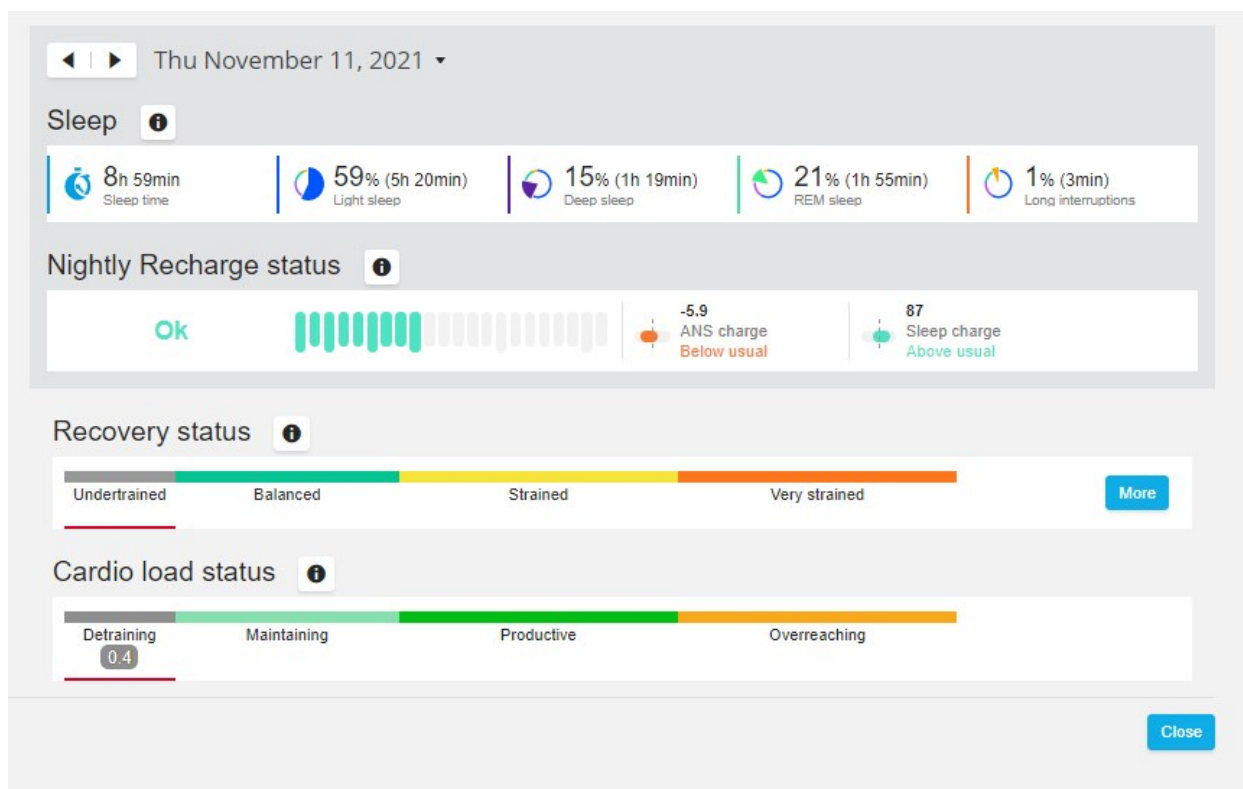 Thu November 11, 2021
Sleep
8h 59min
Sleep time
59% (5h 20min)
Light sleep
15% (1h 19min)
Deep sleep
21% (1h 55min)
REM sleep
1% (3min)
Long interruptions
Nightly Recharge status
Ok
-5.9
ANS charge
Below usual
87
Sleep charge
Above usual
Recovery status
Undertrained
Balanced
Strained
Very strained
More
Cardio load status
Detraining
Maintaining
Productive
Overreaching
0.4
Close